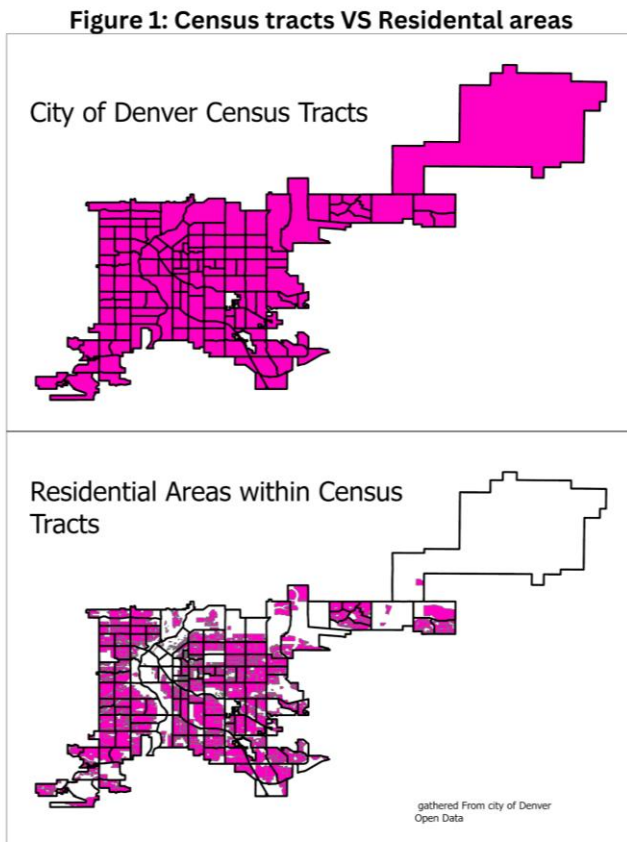 Figure 1: Census tracts VS Residental areas
City of Denver Census Tracts
Residential Areas within Census
Tracts
gathered From city of Denver
Open Data